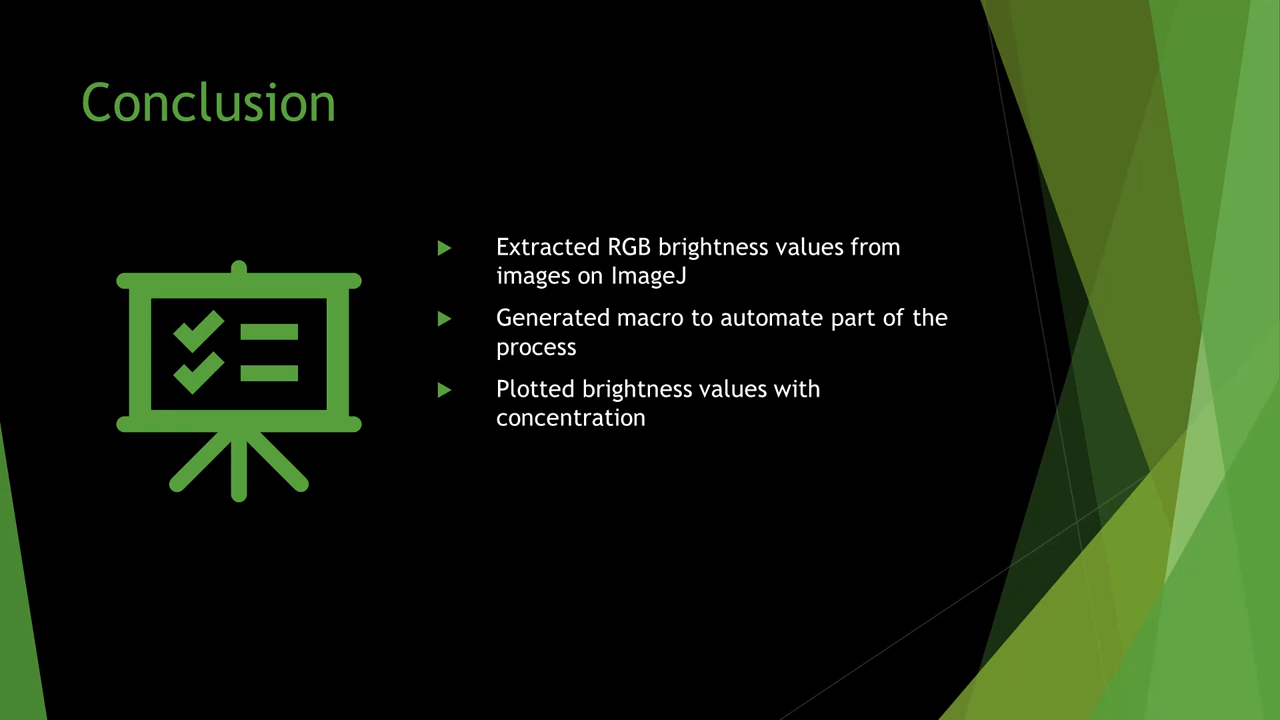 Conclusion
Extracted RGB brightness values from
images on ImageJ
Generated macro to automate part of the
process
Plotted brightness values with
concentration